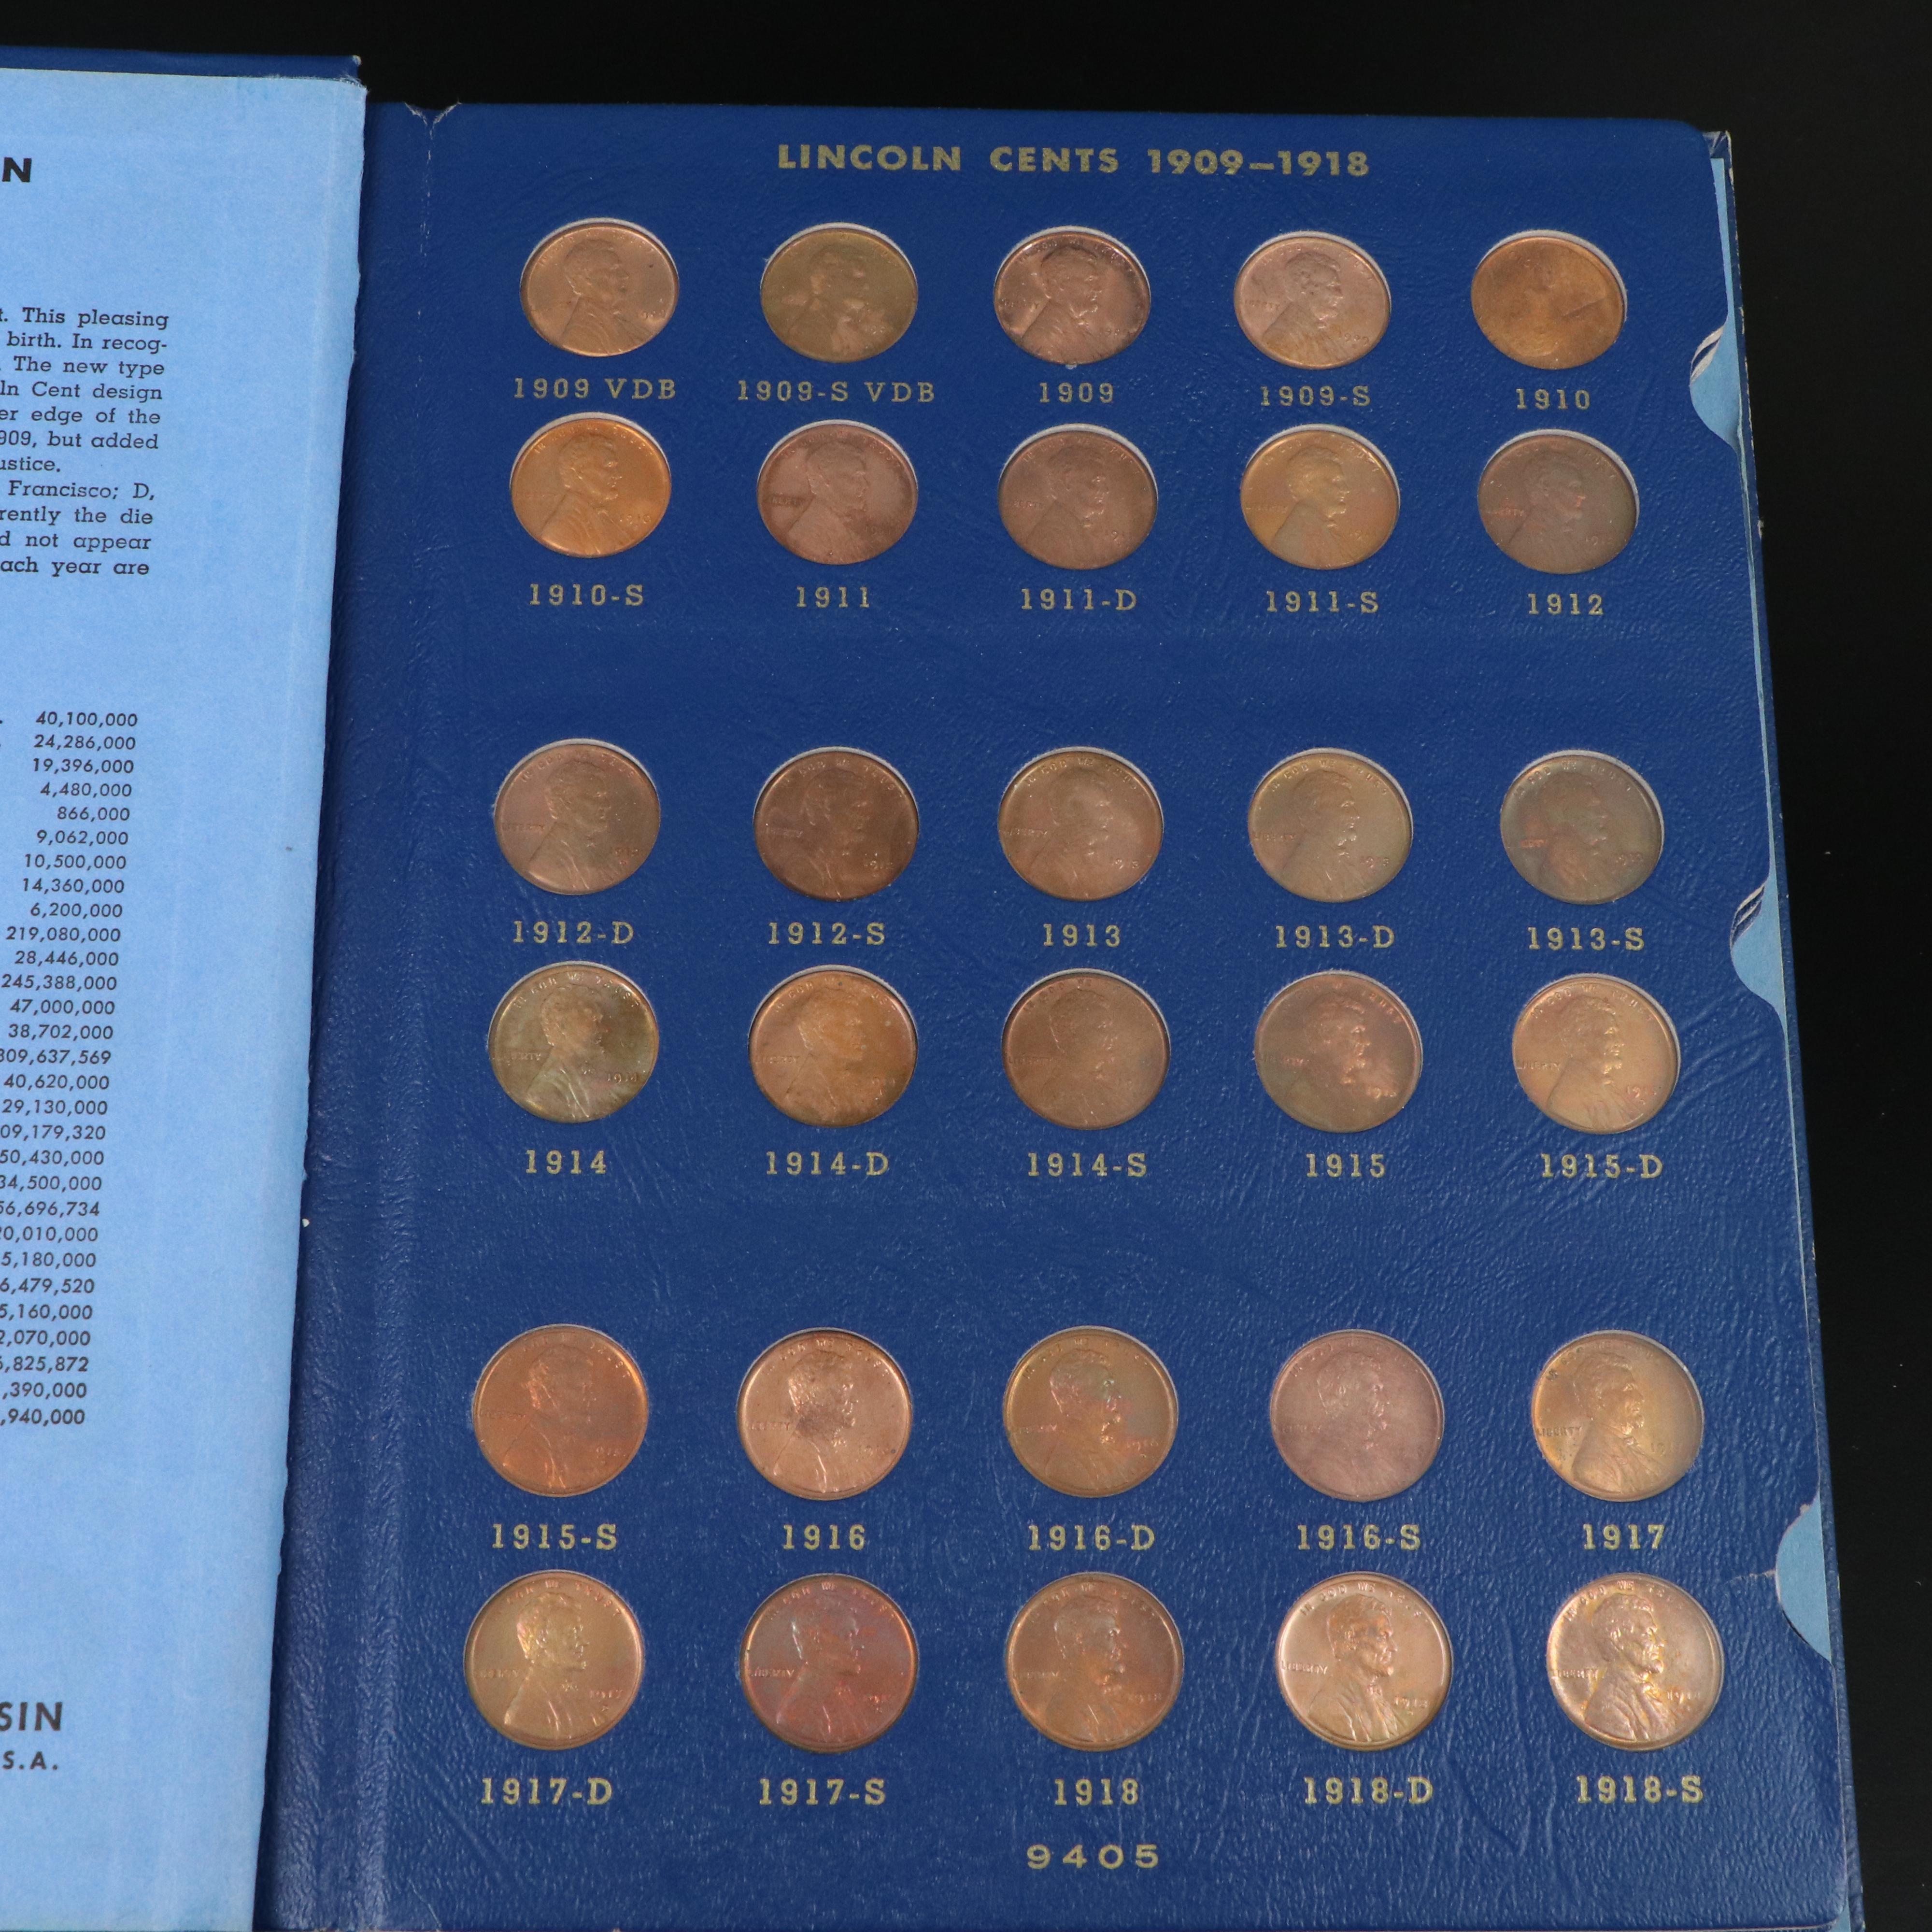 N
t. This pleasing
birth. In recog-
. The new type
ln Cent design
er edge of the
909, but added
ustice.
Francisco; D,
rently the die
d not appear
ach year are
40,100,000
24,286,000
19,396,000
4,480,000
866,000
9,062,000
10,500,000
14,360,000
6,200,000
219,080,000
28,446,000
245,388,000
47,000,000
38,702,000
309,637,569
40,620,000
29,130,000
09,179,320
50,430,000
34,500,000
56,696,734
20,010,000
5,180,000
6,479,520
5,160,000
2,070,000
6,825,872
,390,000
,940,000
SIN
S.A.
LINCOLN CENTS 1909–1918
1909 VDB 1909-S VDB 1909 1909-S 1910
1910-S 1911 1911-D 1911-S 1912
1912-D 1912-S 1913 1913-D 1913-S
1914 1914-D 1914-S 1915 1915-D
1915-S 1916 1916-D 1916-S 1917
1917-D 1917-S 1918 1918-D 1918-S
9405